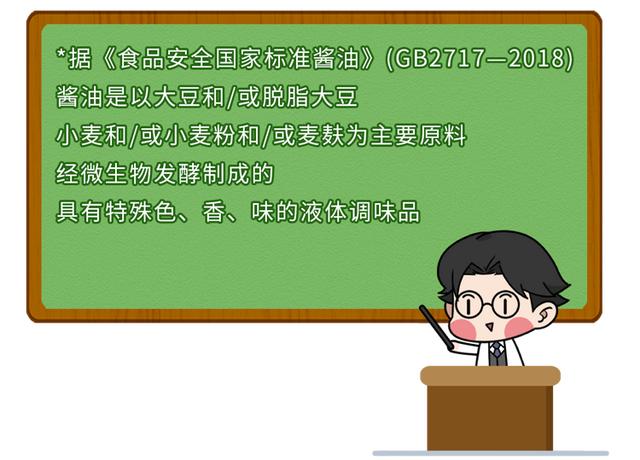 *据《食品安全国家标准酱油》(GB2717—2018)
酱油是以大豆和/或脱脂大豆
小麦和/或小麦粉和/或麦麸为主要原料
经微生物发酵制成的
具有特殊色、香、味的液体调味品